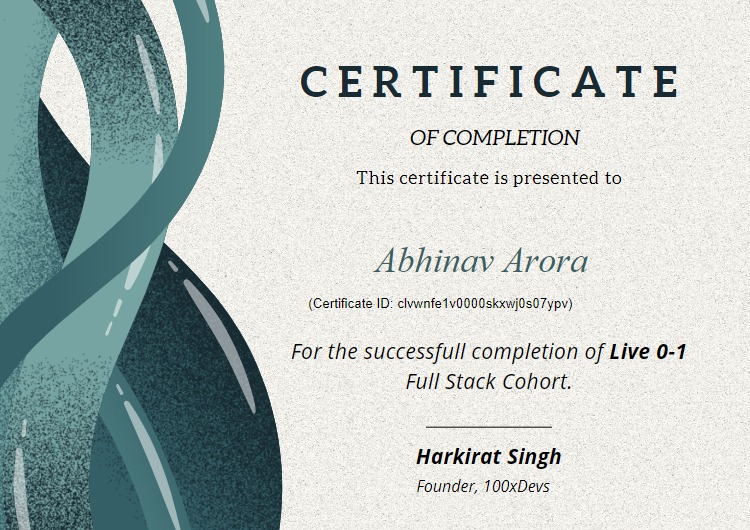 CERTIFICATE
OF COMPLETION
This certificate is presented to
Abhinav Arora
(Certificate ID: clvwnfe1v0000skxwj0s07ypv)
For the successfull completion of Live 0-1
Full Stack Cohort.
Harkirat Singh
Founder, 100xDevs